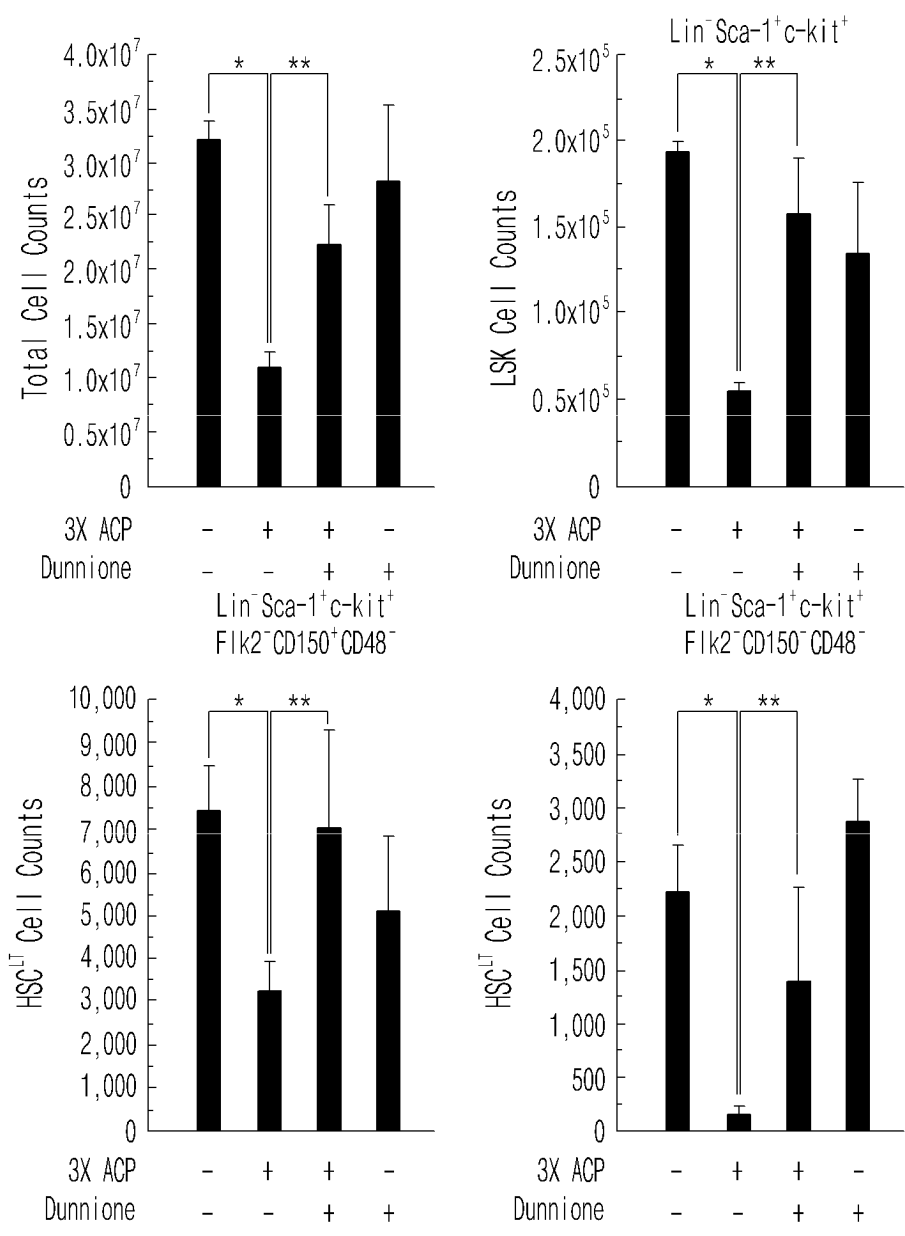 * **
4.0x10⁷
3.5x10⁷
3.0x10⁷
2.5x10⁷
2.0x10⁷
1.5x10⁷
1.0x10⁷
0.5x10⁷
0
Total Cell Counts
3X ACP − + + −
Dunnione − − + +
Lin⁻Sca-1⁺c-kit⁺
* **
2.5x10⁵
2.0x10⁵
1.5x10⁵
1.0x10⁵
0.5x10⁵
0
LSK Cell Counts
3X ACP − + + −
Dunnione − − + +
Lin⁻Sca-1⁺c-kit⁺
Flk2⁻CD150⁺CD48⁻
* **
10,000
9,000
8,000
7,000
6,000
5,000
4,000
3,000
2,000
1,000
0
HSCᴸᵀ Cell Counts
3X ACP − + + −
Dunnione − − + +
Lin⁻Sca-1⁺c-kit⁺
Flk2⁻CD150⁻CD48⁻
* **
4,000
3,500
3,000
2,500
2,000
1,500
1,000
500
0
HSCᴸᵀ Cell Counts
3X ACP − + + −
Dunnione − − + +